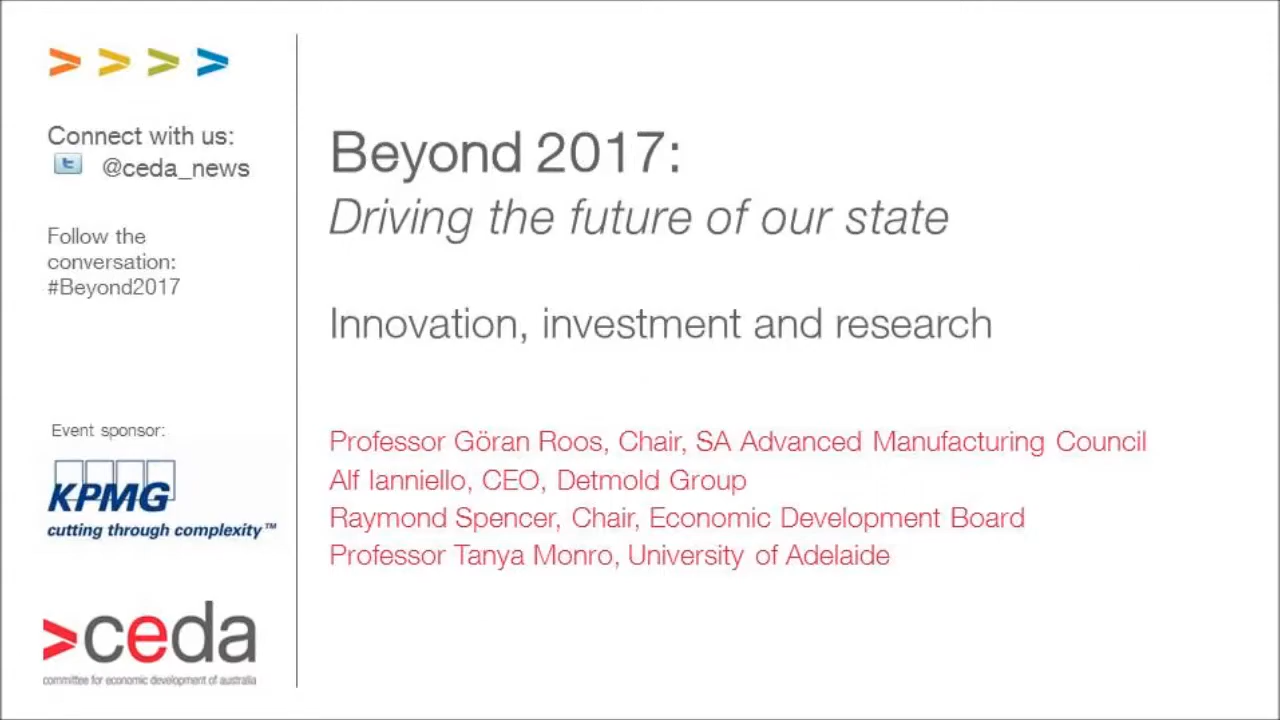 Connect with us:
@ceda_news
Follow the
conversation:
#Beyond2017
Event sponsor:
KPMG
cutting through complexity™
ceda
committee for economic development of australia
Beyond 2017:
Driving the future of our state
Innovation, investment and research
Professor Göran Roos, Chair, SA Advanced Manufacturing Council
Alf Ianniello, CEO, Detmold Group
Raymond Spencer, Chair, Economic Development Board
Professor Tanya Monro, University of Adelaide